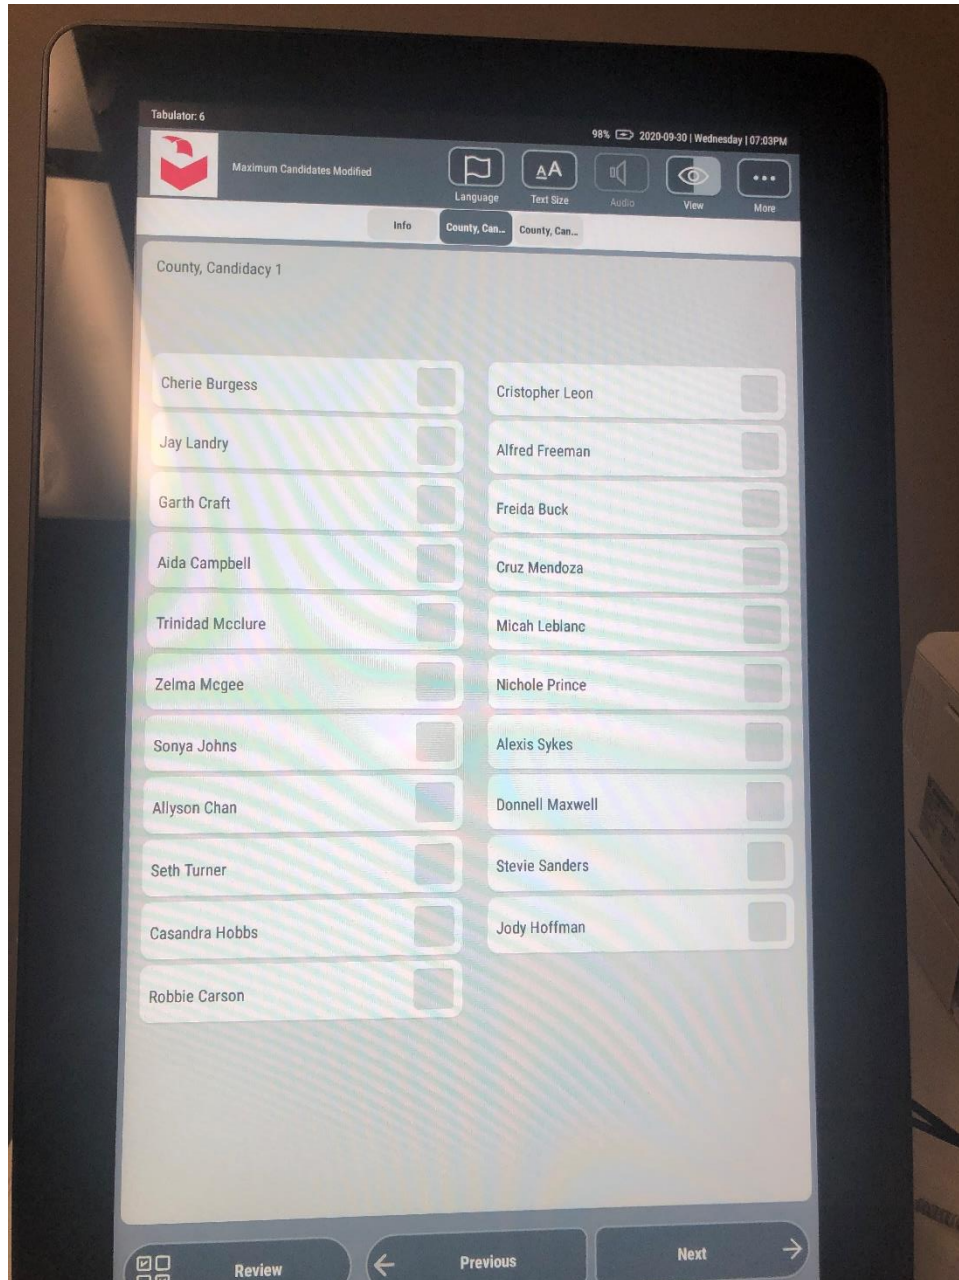 Tabulator: 6
98% 2020-09-30 | Wednesday | 07:03PM
Maximum Candidates Modified
Language
AA
Text Size
Audio
View
More
Info
County, Can...
County, Can...
County, Candidacy 1
Cherie Burgess
Jay Landry
Garth Craft
Aida Campbell
Trinidad Mcclure
Zelma Mcgee
Sonya Johns
Allyson Chan
Seth Turner
Casandra Hobbs
Robbie Carson
Cristopher Leon
Alfred Freeman
Freida Buck
Cruz Mendoza
Micah Leblanc
Nichole Prince
Alexis Sykes
Donnell Maxwell
Stevie Sanders
Jody Hoffman
Review
Previous
Next